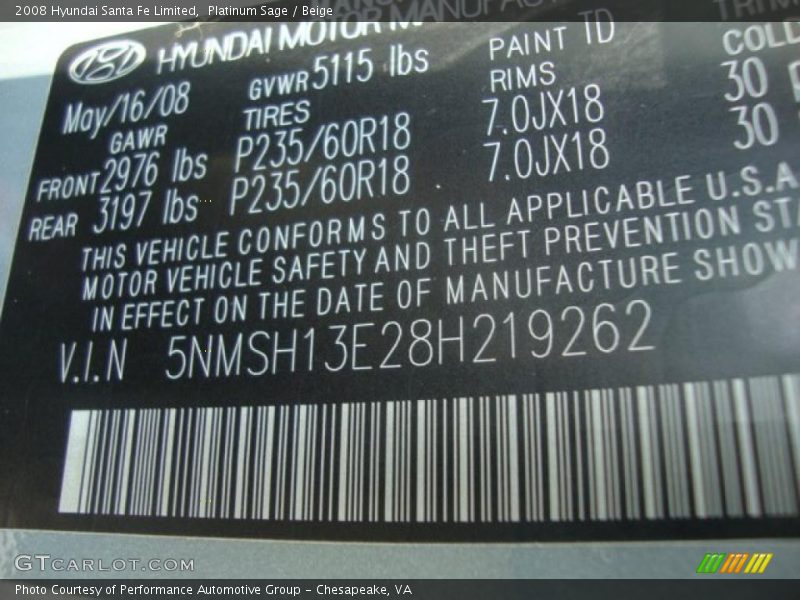 2008 Hyundai Santa Fe Limited, Platinum Sage / Beige
HYUNDAI MOTOR
May/16/08 GVWR 5115 lbs PAINT ID
GAWR TIRES RIMS COLD
FRONT 2976 lbs P235/60R18 7.0JX18 30
REAR 3197 lbs P235/60R18 7.0JX18 30
THIS VEHICLE CONFORMS TO ALL APPLICABLE U.S.A
MOTOR VEHICLE SAFETY AND THEFT PREVENTION STA
IN EFFECT ON THE DATE OF MANUFACTURE SHOW
V.I.N 5NMSH13E28H219262
GTCARLOT.COM
Photo Courtesy of Performance Automotive Group - Chesapeake, VA